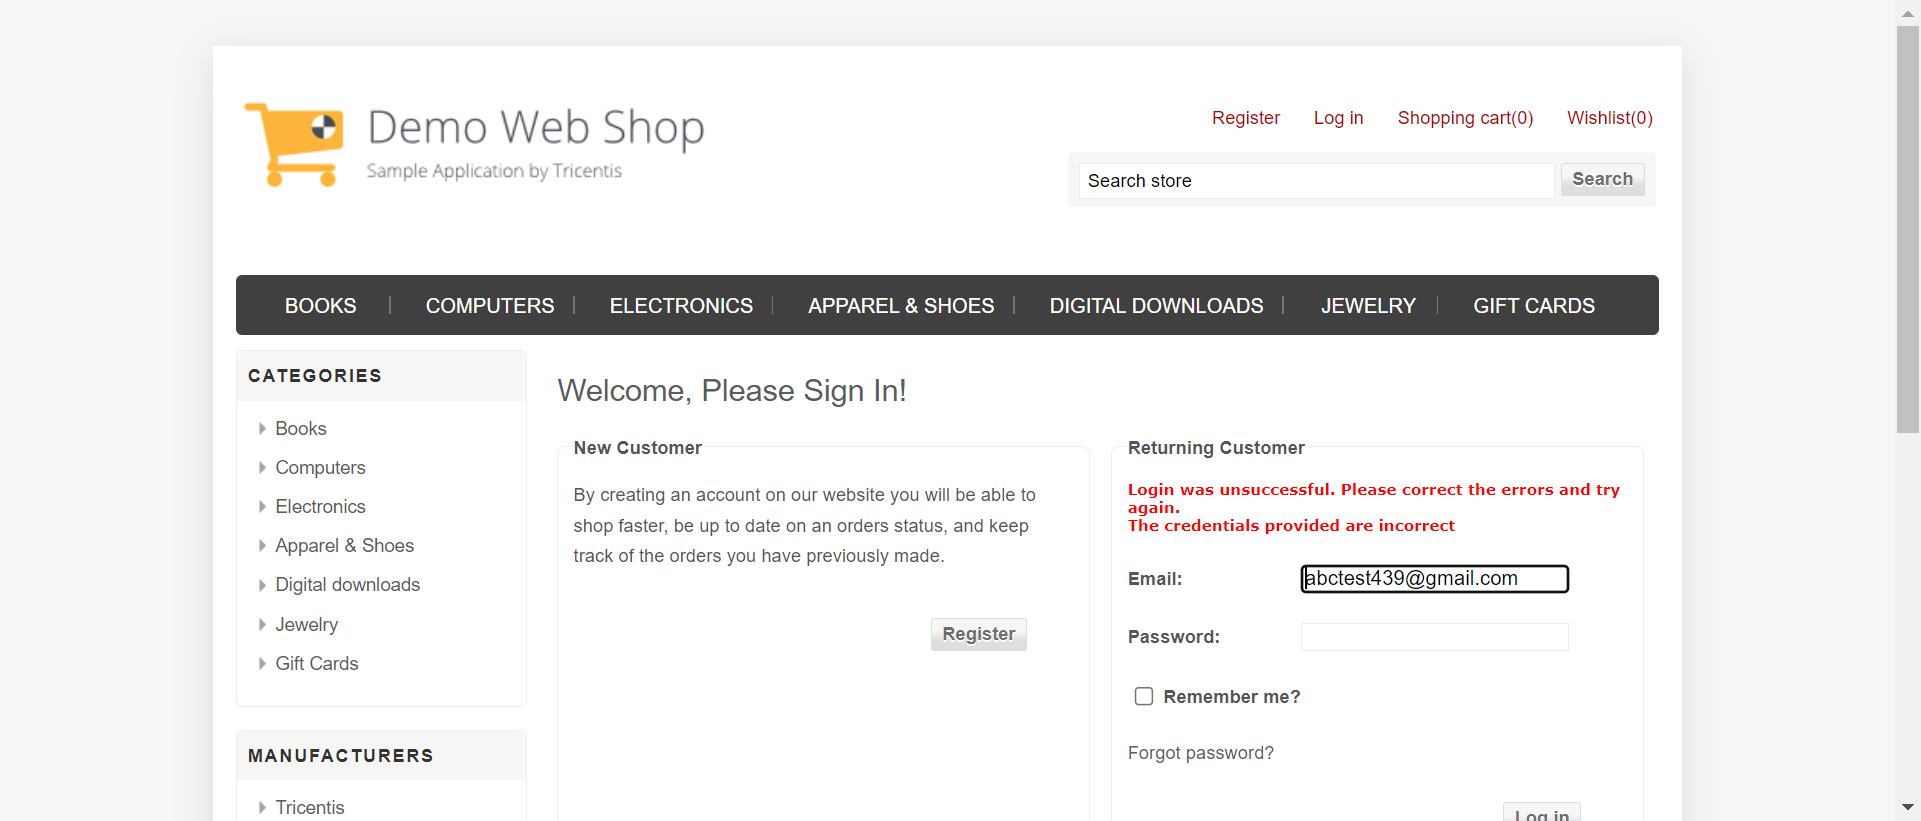 Demo Web Shop
Sample Application by Tricentis
Register Log in Shopping cart(0) Wishlist(0)
Search store Search
BOOKS COMPUTERS ELECTRONICS APPAREL & SHOES DIGITAL DOWNLOADS JEWELRY GIFT CARDS
CATEGORIES
Books
Computers
Electronics
Apparel & Shoes
Digital downloads
Jewelry
Gift Cards
MANUFACTURERS
Tricentis
Welcome, Please Sign In!
New Customer
By creating an account on our website you will be able to
shop faster, be up to date on an orders status, and keep
track of the orders you have previously made.
Register
Returning Customer
Login was unsuccessful. Please correct the errors and try
again.
The credentials provided are incorrect
Email: abctest439@gmail.com
Password:
Remember me?
Forgot password?
Log in